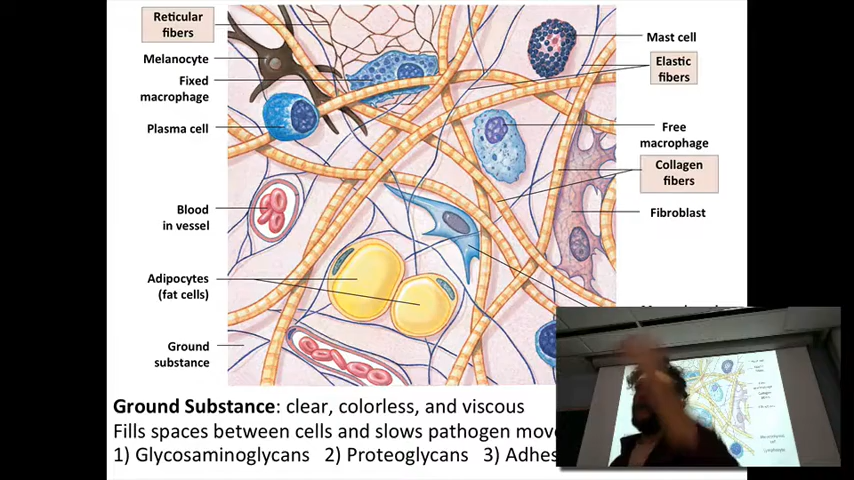 Reticular
fibers
Melanocyte
Fixed
macrophage
Plasma cell
Blood
in vessel
Adipocytes
(fat cells)
Ground
substance
Mast cell
Elastic
fibers
Free
macrophage
Collagen
fibers
Fibroblast
Ground Substance: clear, colorless, and viscous
Fills spaces between cells and slows pathogen
1) Glycosaminoglycans 2) Proteoglycans 3)